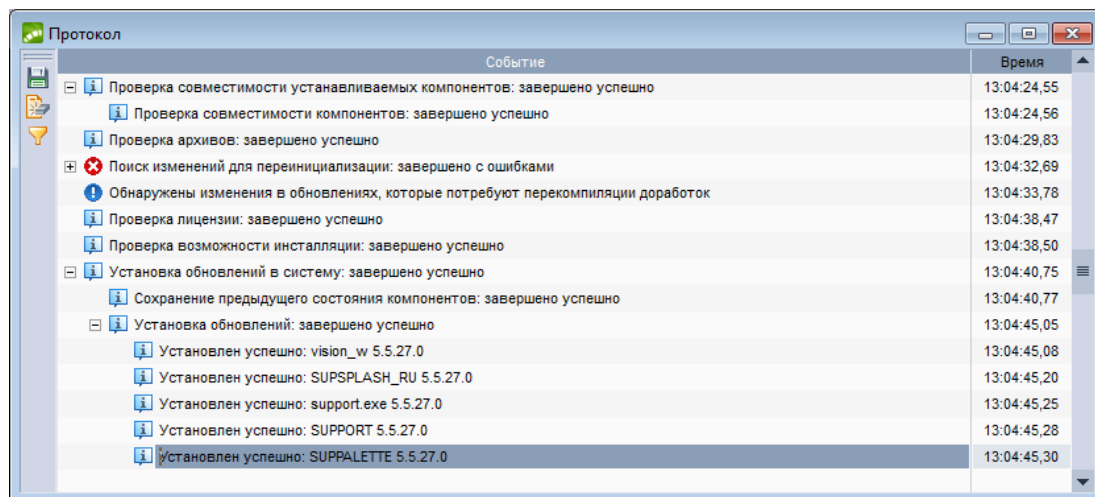 Протокол
Событие Время
Проверка совместимости устанавливаемых компонентов: завершено успешно 13:04:24,55
Проверка совместимости компонентов: завершено успешно 13:04:24,56
Проверка архивов: завершено успешно 13:04:29,83
Поиск изменений для переинициализации: завершено с ошибками 13:04:32,69
Обнаружены изменения в обновлениях, которые потребуют перекомпиляции доработок 13:04:33,78
Проверка лицензии: завершено успешно 13:04:38,47
Проверка возможности инсталляции: завершено успешно 13:04:38,50
Установка обновлений в систему: завершено успешно 13:04:40,75
Сохранение предыдущего состояния компонентов: завершено успешно 13:04:40,77
Установка обновлений: завершено успешно 13:04:45,05
Установлен успешно: vision_w 5.5.27.0 13:04:45,08
Установлен успешно: SUPSPLASH_RU 5.5.27.0 13:04:45,20
Установлен успешно: support.exe 5.5.27.0 13:04:45,25
Установлен успешно: SUPPORT 5.5.27.0 13:04:45,28
Установлен успешно: SUPPALETTE 5.5.27.0 13:04:45,30